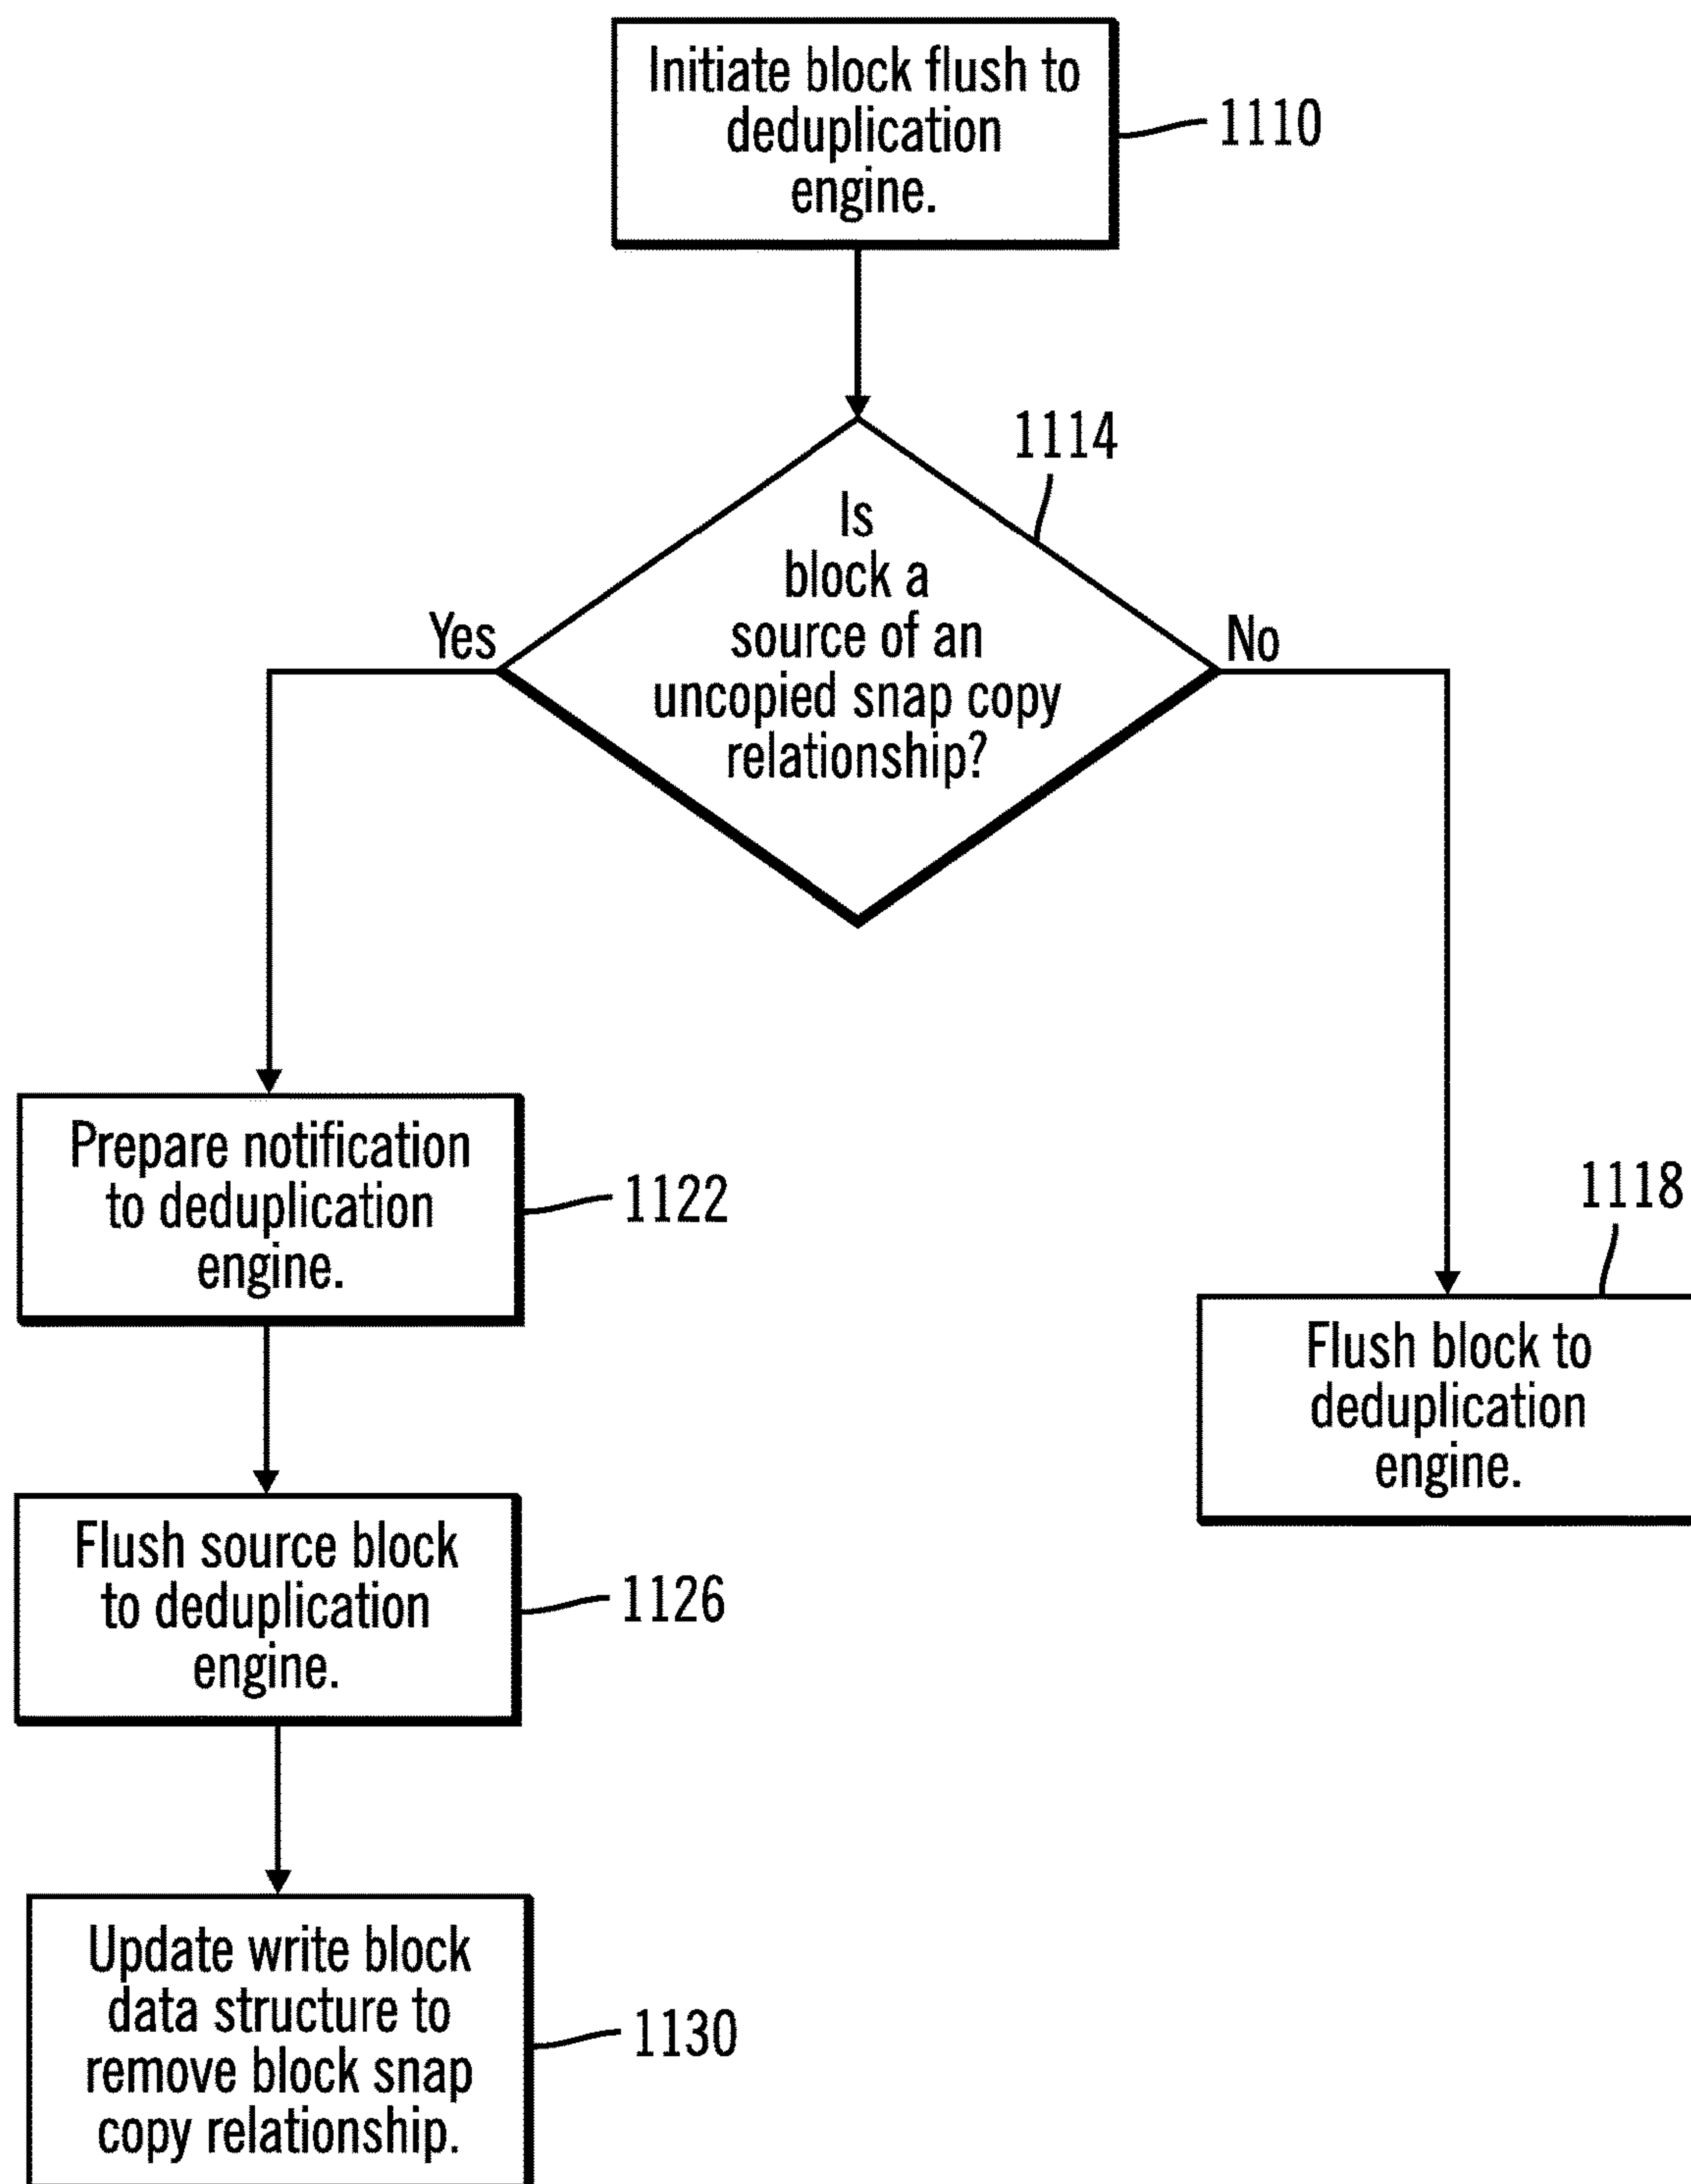 Initiate block flush to
deduplication
engine.
1110
1114
Is
block a
source of an
uncopied snap copy
relationship?
Yes
No
Prepare notification
to deduplication
engine.
1122
1118
Flush block to
deduplication
engine.
Flush source block
to deduplication
engine.
1126
Update write block
data structure to
remove block snap
copy relationship.
1130